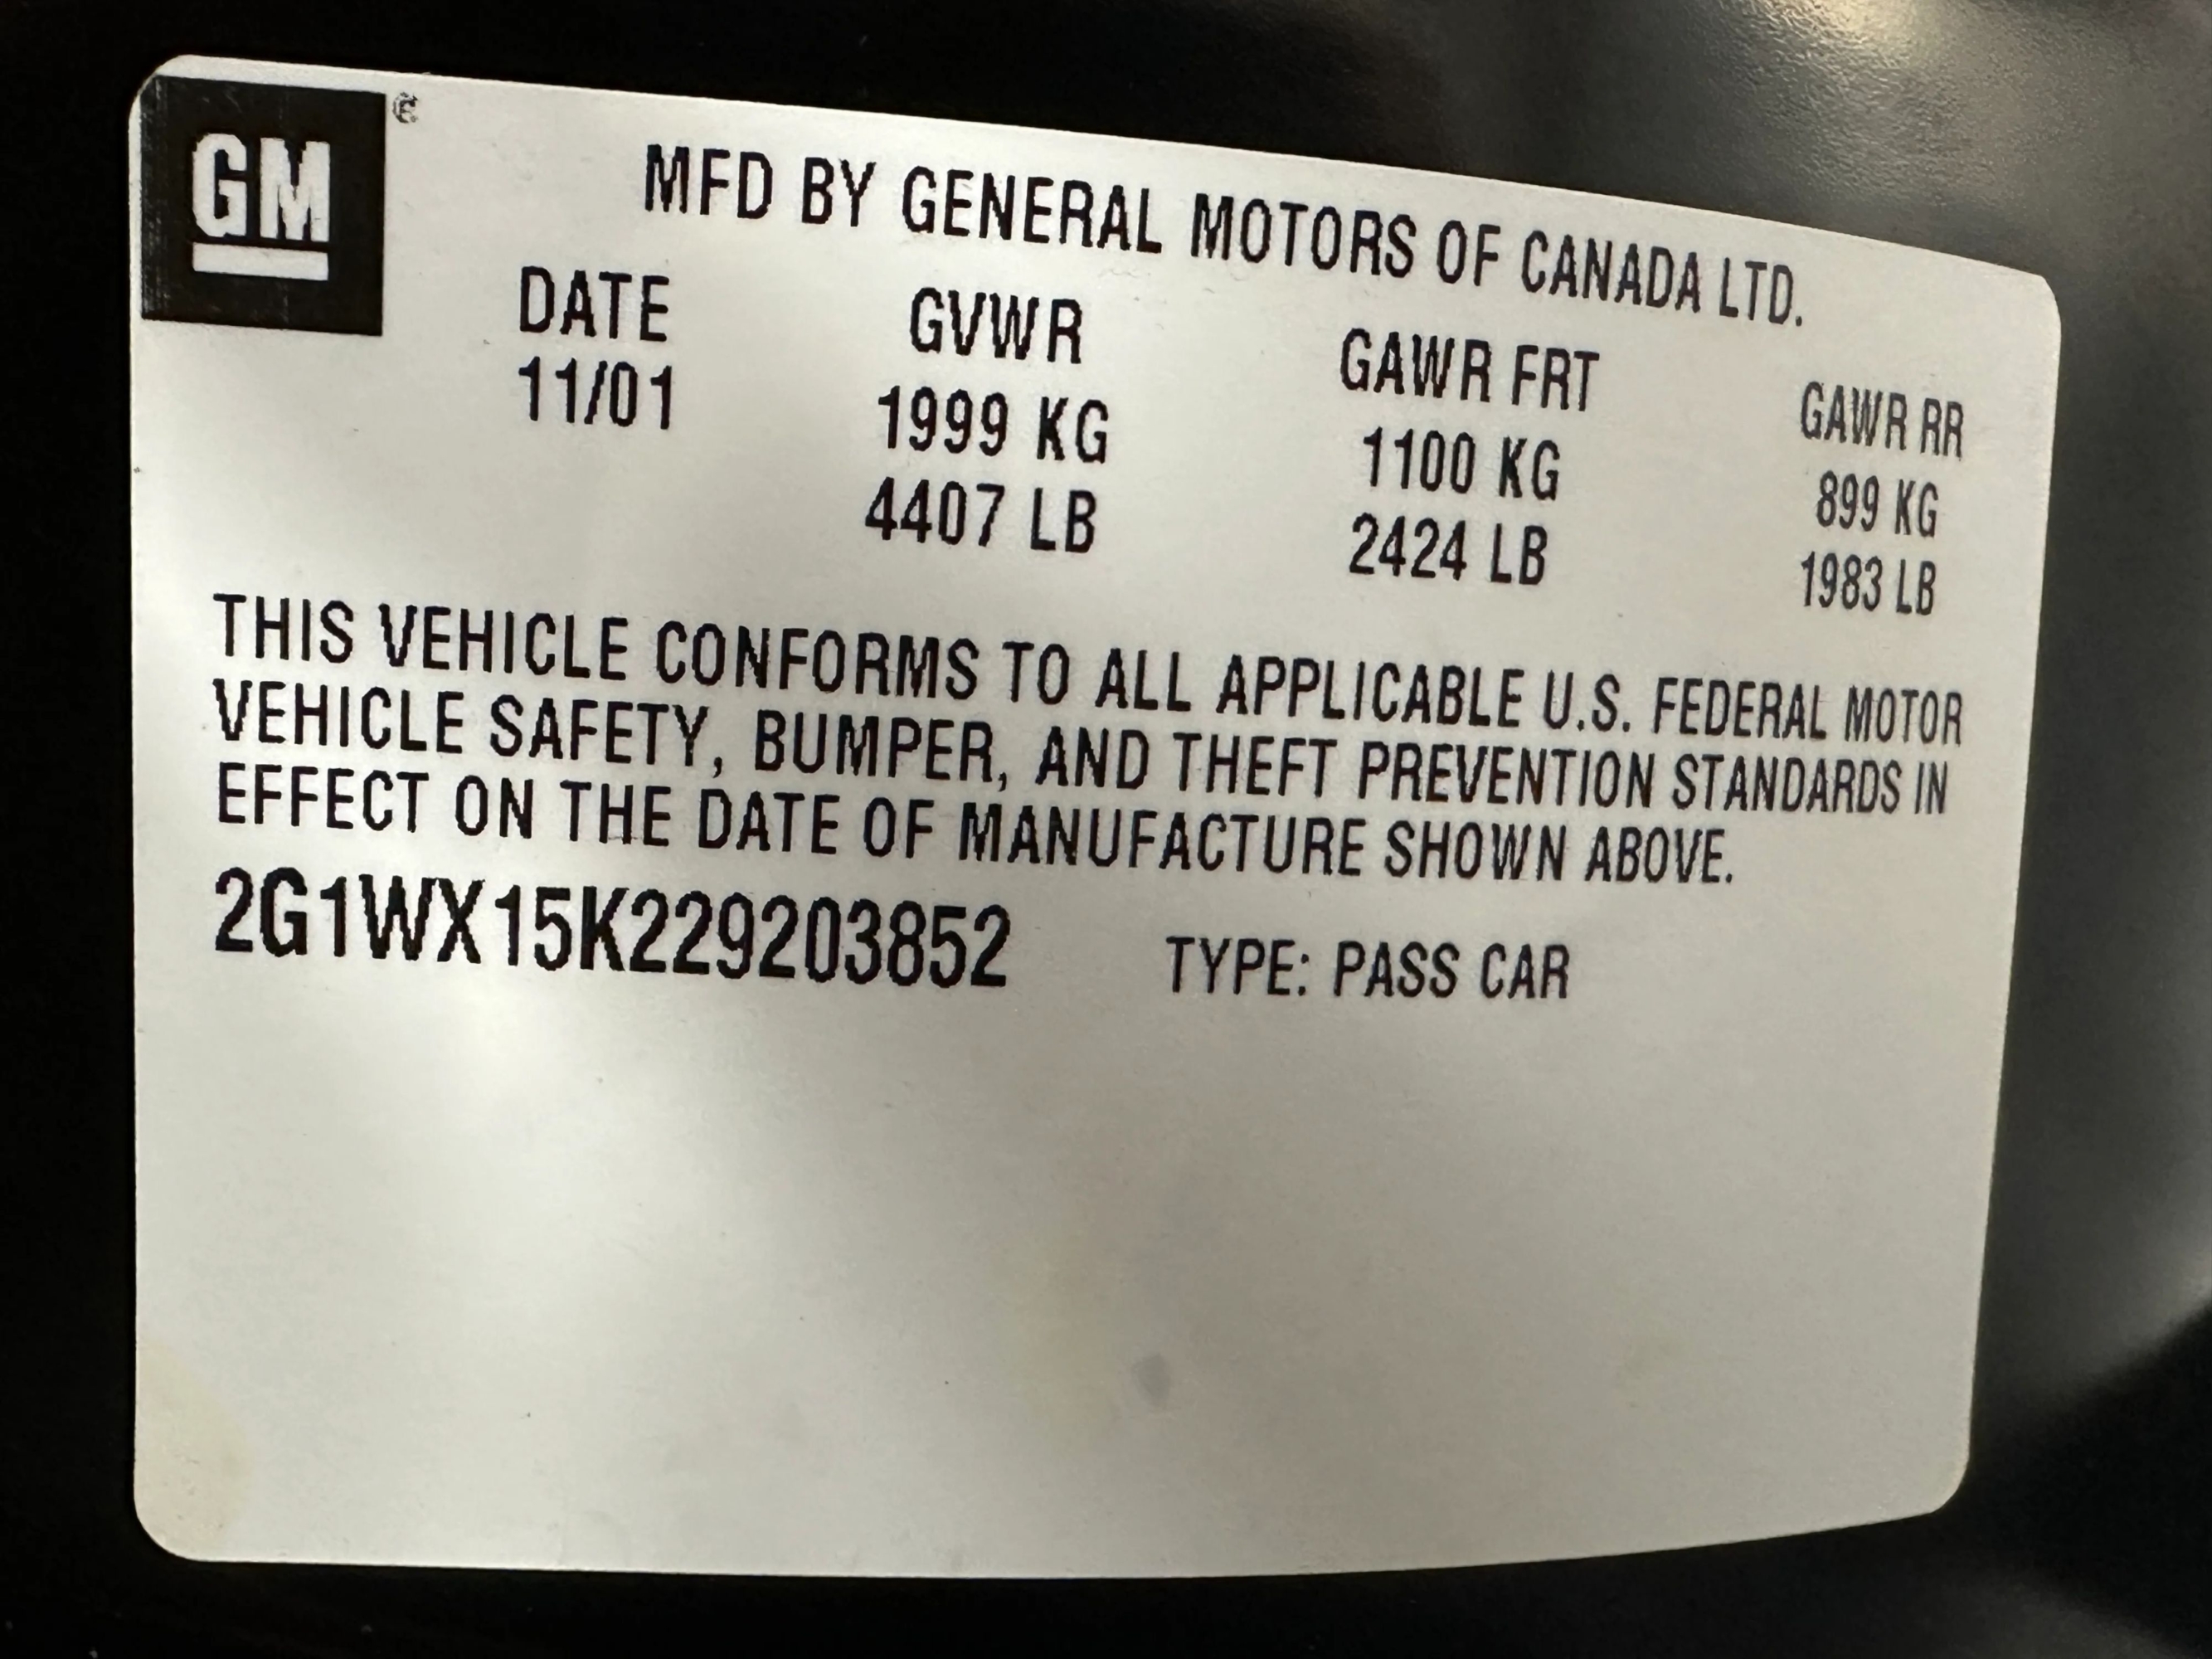 GM
MFD BY GENERAL MOTORS OF CANADA LTD.
DATE GVWR GAWR FRT GAWR RR
11/01 1999 KG 1100 KG 899 KG
4407 LB 2424 LB 1983 LB
THIS VEHICLE CONFORMS TO ALL APPLICABLE U.S. FEDERAL MOTOR
VEHICLE SAFETY, BUMPER, AND THEFT PREVENTION STANDARDS IN
EFFECT ON THE DATE OF MANUFACTURE SHOWN ABOVE.
2G1WX15K229203852 TYPE: PASS CAR